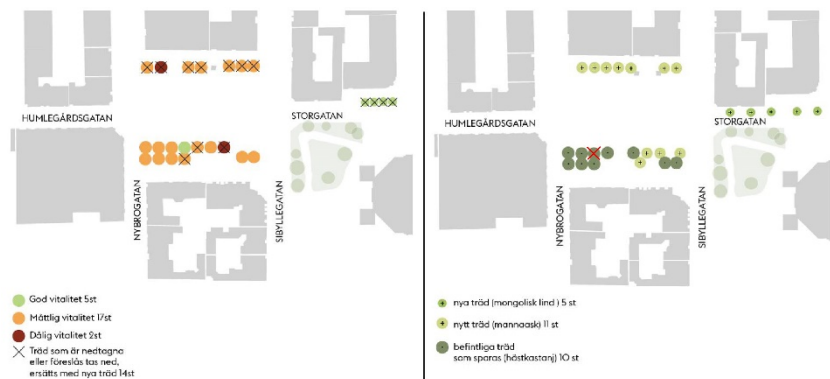 HUMLEGÅRDSGATAN
STORGATAN
NYBROGATAN
SIBYLLEGATAN
God vitalitet 5st
Måttlig vitalitet 17st
Dålig vitalitet 2st
Träd som är nedtagna
eller föreslås tas ned,
ersätts med nya träd 14st
HUMLEGÅRDSGATAN
STORGATAN
NYBROGATAN
SIBYLLEGATAN
nya träd (mongolisk lind ) 5 st
nytt träd (mannaask) 11 st
befintliga träd
som sparas (hästkastanj) 10 st